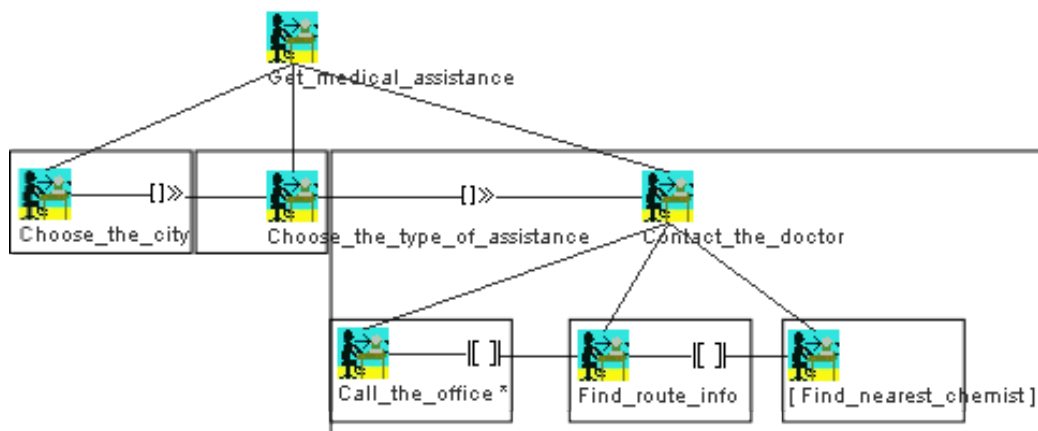 Get_medical_assistance
[]>> []>>
Choose_the_city Choose_the_type_of_assistance Contact_the_doctor
|[ ]| |[ ]|
Call_the_office * Find_route_info [ Find_nearest_chemist ]